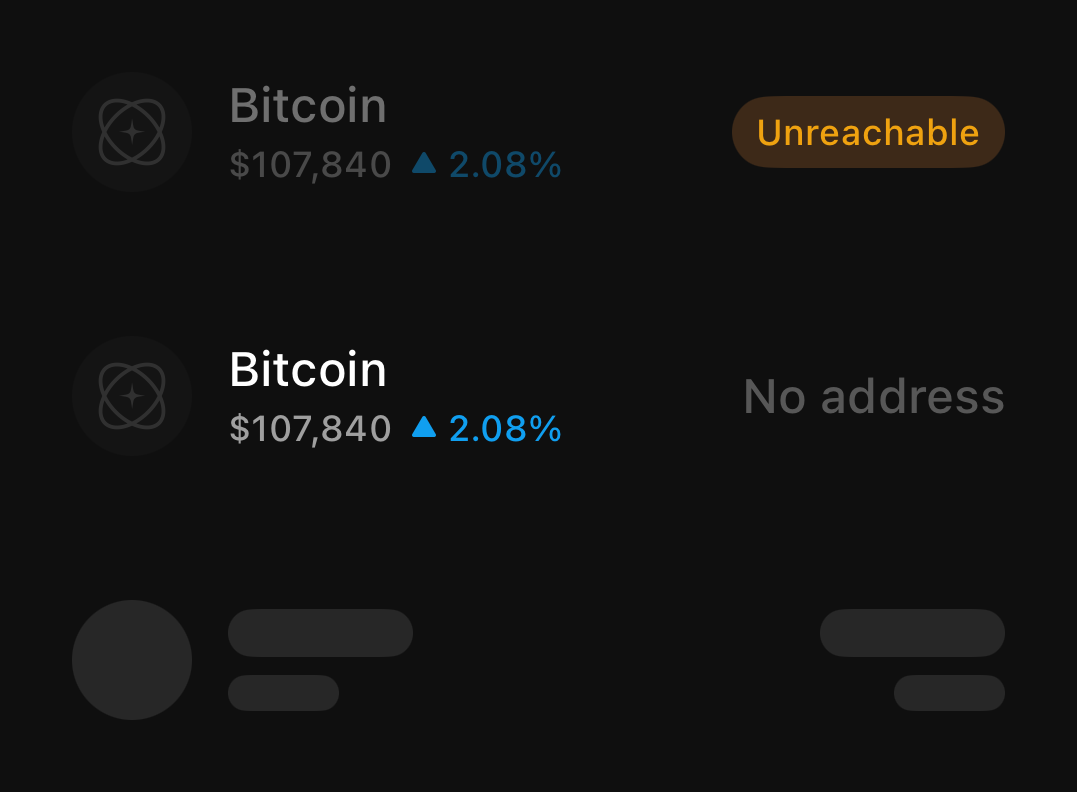 Bitcoin
$107,840 ▲ 2.08%
Unreachable
Bitcoin
$107,840 ▲ 2.08%
No address